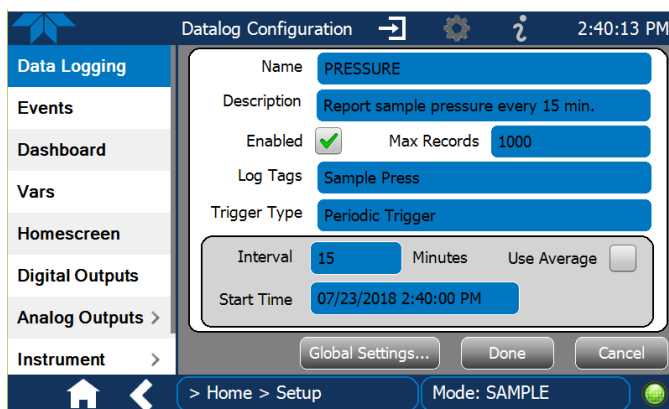 Datalog Configuration 2:40:13 PM
Data Logging
Events
Dashboard
Vars
Homescreen
Digital Outputs
Analog Outputs >
Instrument >
Name PRESSURE
Description Report sample pressure every 15 min.
Enabled Max Records 1000
Log Tags Sample Press
Trigger Type Periodic Trigger
Interval 15 Minutes Use Average
Start Time 07/23/2018 2:40:00 PM
Global Settings... Done Cancel
> Home > Setup Mode: SAMPLE